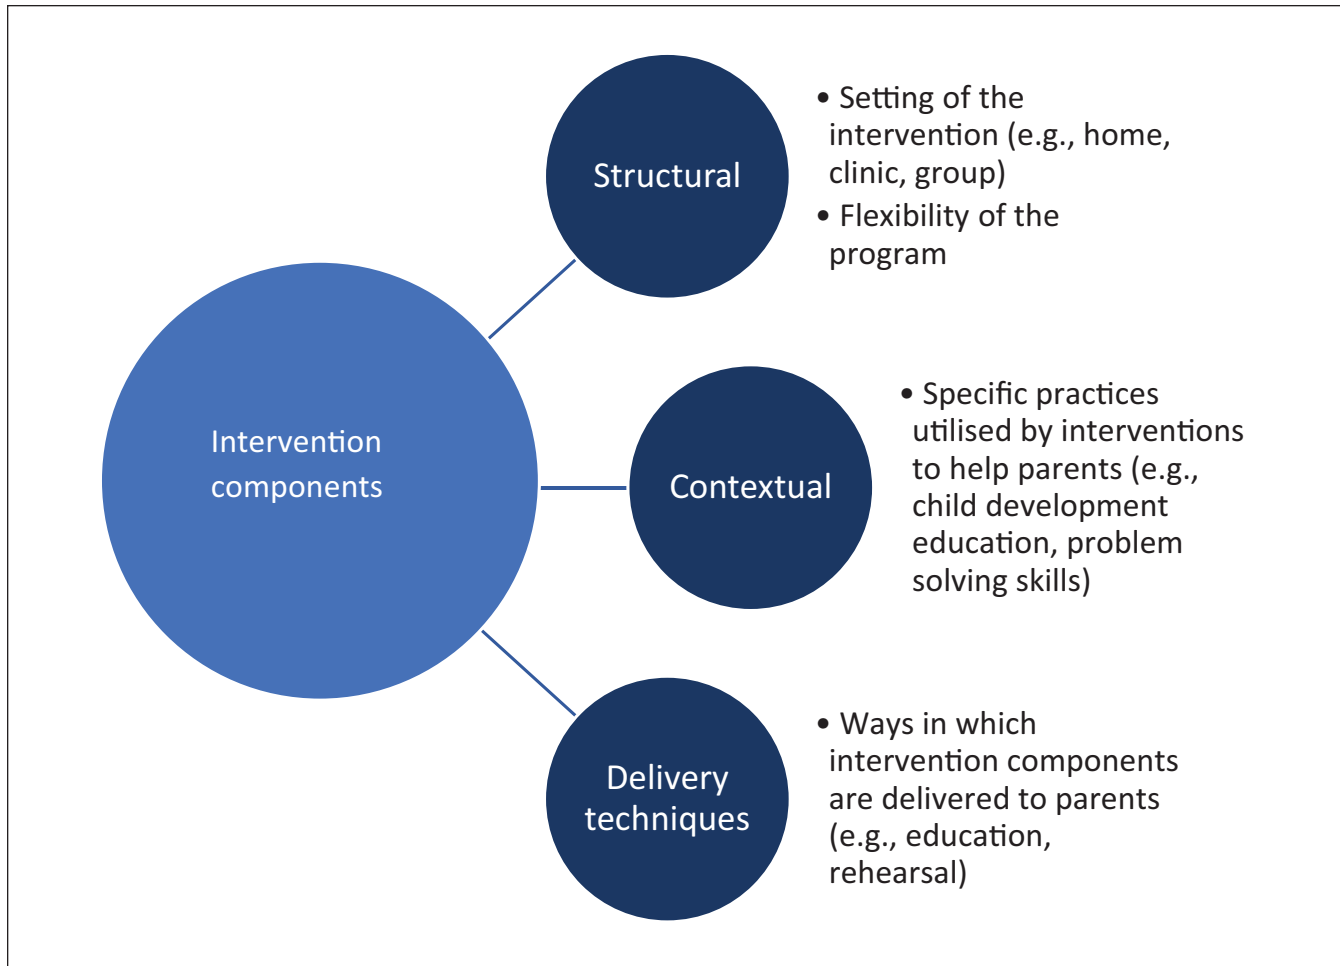 Intervention
components
Structural
• Setting of the
intervention (e.g., home,
clinic, group)
• Flexibility of the
program
Contextual
• Specific practices
utilised by interventions
to help parents (e.g.,
child development
education, problem
solving skills)
Delivery
techniques
• Ways in which
intervention components
are delivered to parents
(e.g., education,
rehearsal)